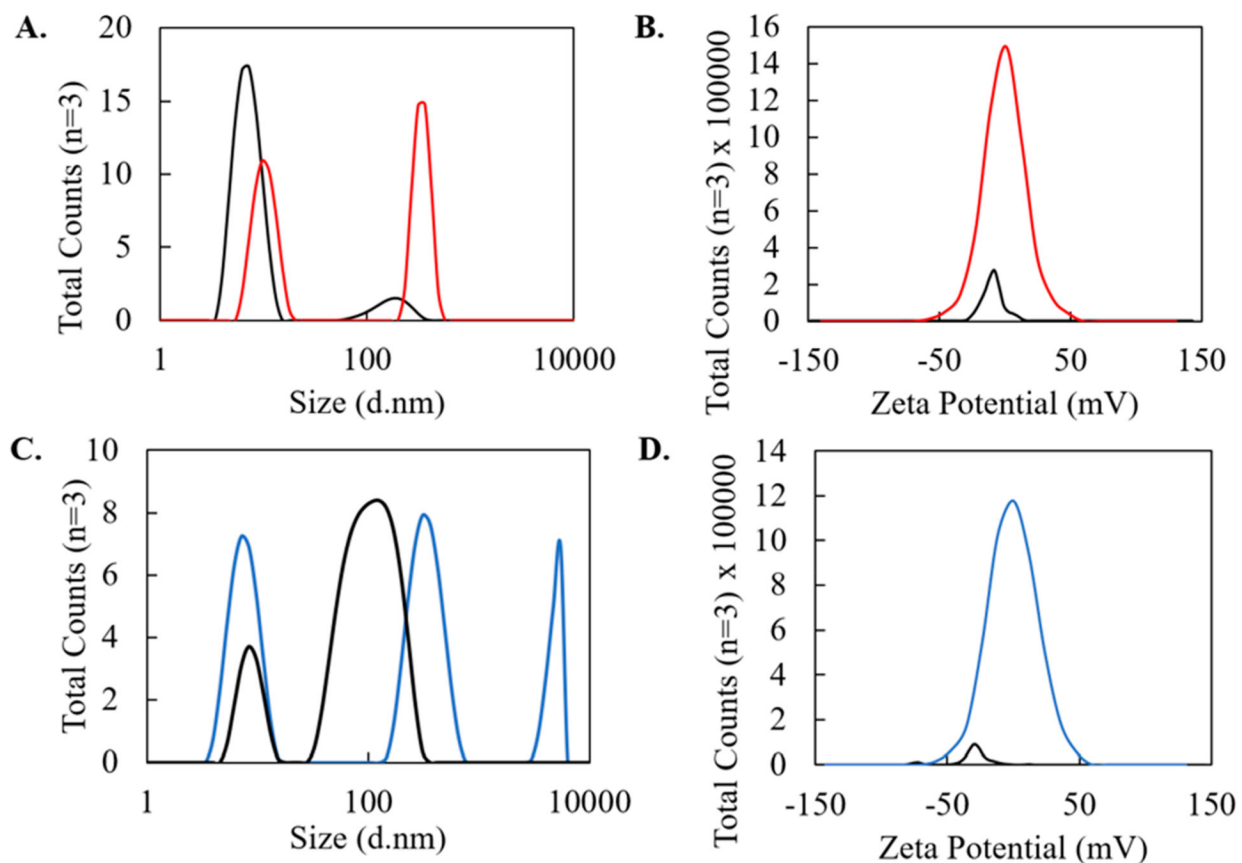 A.
20
15
10
5
0
1 100 10000
Size (d.nm)
Total Counts (n=3)
B.
16
14
12
10
8
6
4
2
0
-150 -50 50 150
Zeta Potential (mV)
Total Counts (n=3) x 100000
C.
10
8
6
4
2
0
1 100 10000
Size (d.nm)
Total Counts (n=3)
D.
14
12
10
8
6
4
2
0
-150 -50 50 150
Zeta Potential (mV)
Total Counts (n=3) x 100000